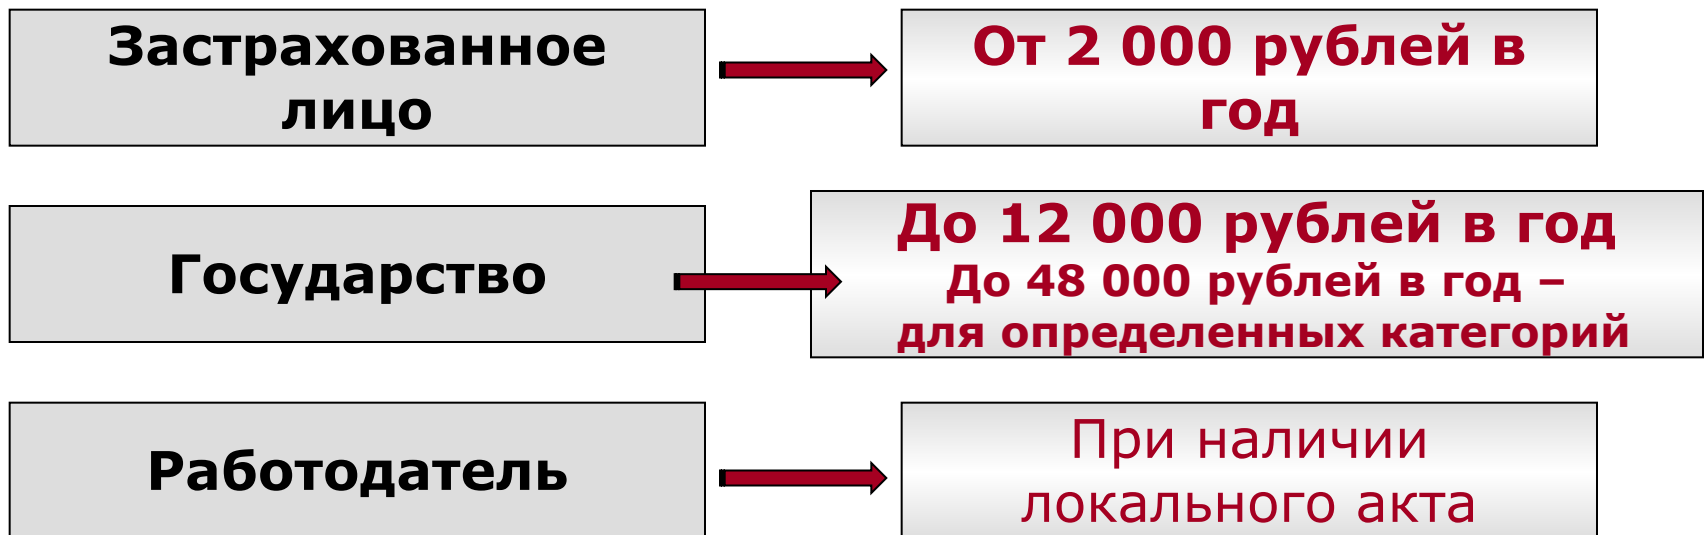 Застрахованное
лицо
От 2 000 рублей в
год
Государство
До 12 000 рублей в год
До 48 000 рублей в год –
для определенных категорий
Работодатель
При наличии
локального акта